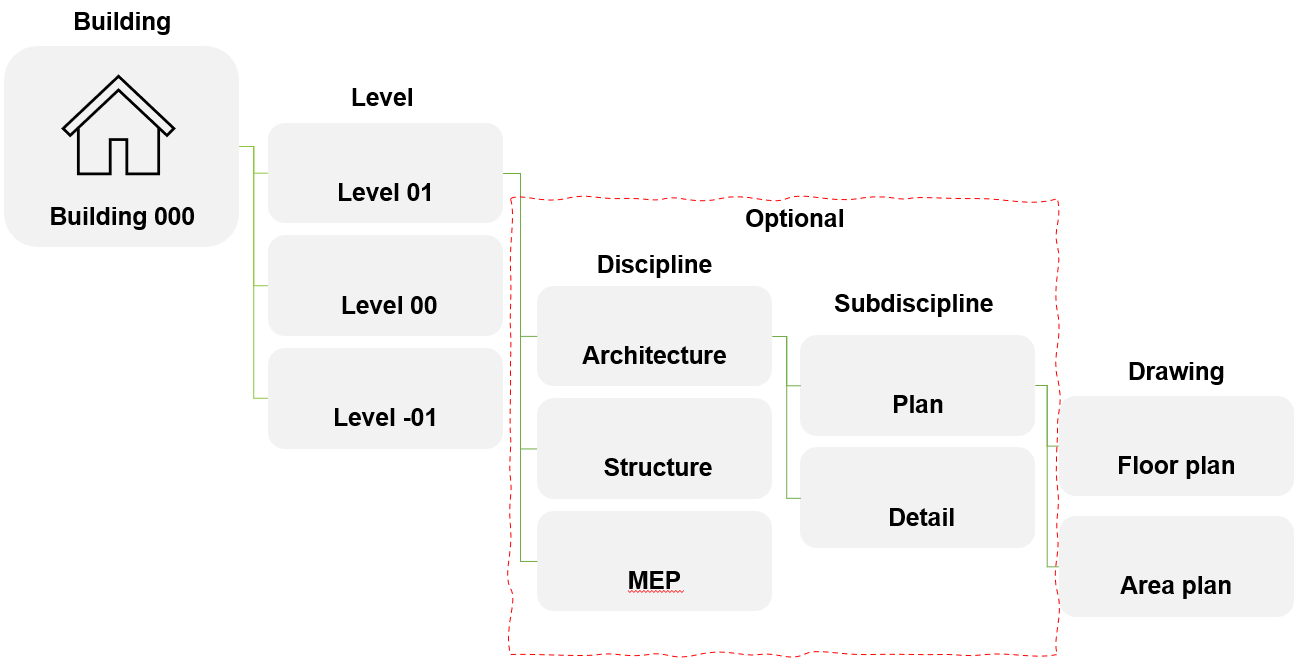 Building
Building 000
Level
Level 01
Level 00
Level -01
Optional
Discipline
Architecture
Structure
MEP
Subdiscipline
Plan
Detail
Drawing
Floor plan
Area plan